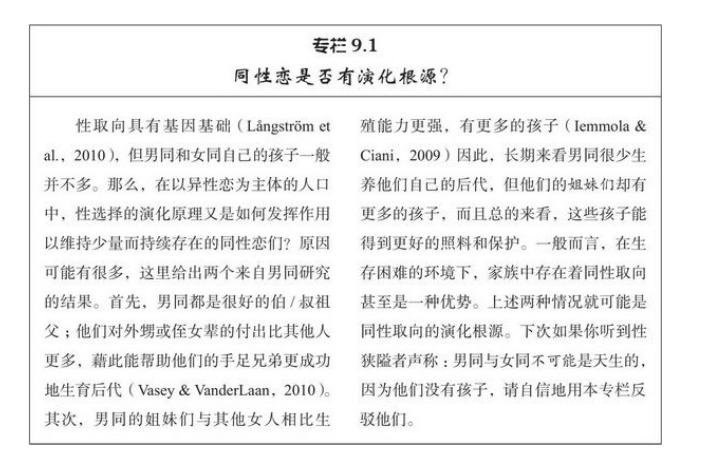 专栏 9.1
同性恋是否有演化根源？
性取向具有基因基础（Långström et
al.，2010），但男同和女同自己的孩子一般
并不多。那么，在以异性恋为主体的人口
中，性选择的演化原理又是如何发挥作用
以维持少量而持续存在的同性恋们？原因
可能有很多，这里给出两个来自男同研究
的结果。首先，男同都是很好的伯/叔祖
父；他们对外甥或侄女辈的付出比其他人
更多，藉此能帮助他们的手足兄弟更成功
地生育后代（Vasey & VanderLaan，2010）。
其次，男同的姐妹们与其他女人相比生
殖能力更强，有更多的孩子（Iemmola &
Ciani，2009）因此，长期来看男同很少生
养他们自己的后代，但他们的姐妹们却有
更多的孩子，而且总的来看，这些孩子能
得到更好的照料和保护。一般而言，在生
存困难的环境下，家族中存在着同性取向
甚至是一种优势。上述两种情况就可能是
同性取向的演化根源。下次如果你听到性
狭隘者声称：男同与女同不可能是天生的，
因为他们没有孩子，请自信地用本专栏反
驳他们。